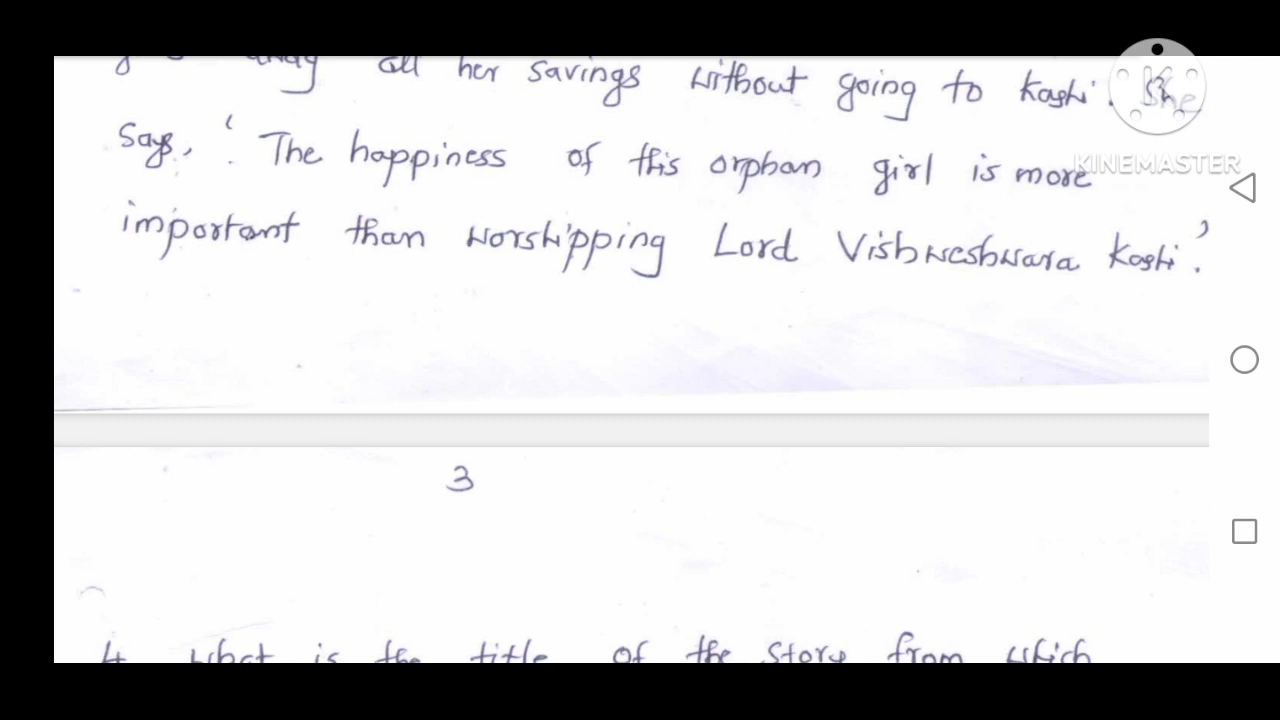 away all her savings without going to Kashi. She
KINEMASTER
says, ' The happiness of this orphan girl is more
important than worshipping Lord Vishweshwara Kashi.'
3
4 what is the title of the story from which